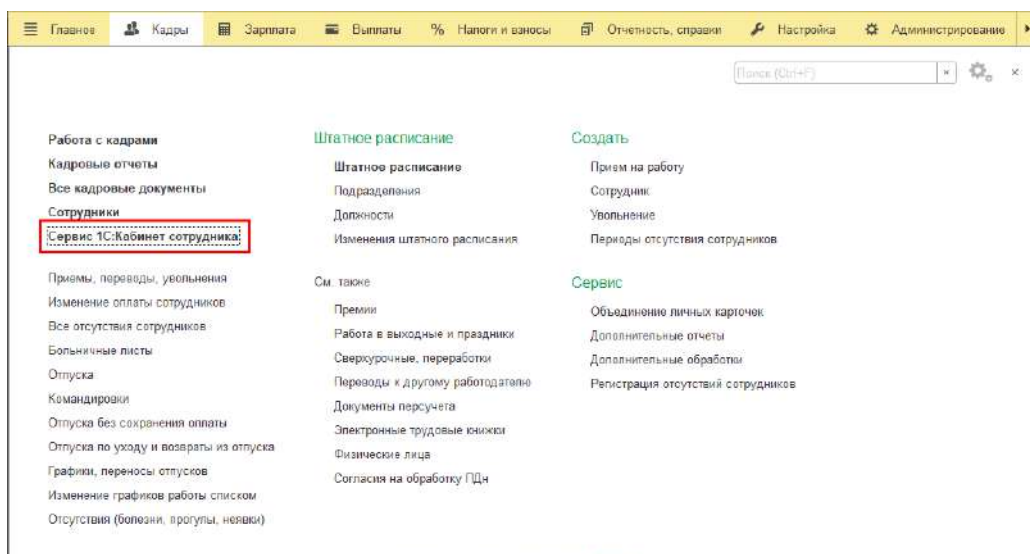 Главное Кадры Зарплата Выплаты % Налоги и взносы Отчетность, справки Настройка Администрирование
Поиск (Ctrl+F) × ×
Работа с кадрами
Кадровые отчеты
Все кадровые документы
Сотрудники
Сервис 1С:Кабинет сотрудника
Приемы, переводы, увольнения
Изменение оплаты сотрудников
Все отсутствия сотрудников
Больничные листы
Отпуска
Командировки
Отпуска без сохранения оплаты
Отпуска по уходу и возвраты из отпуска
Графики, переносы отпусков
Изменение графиков работы списком
Отсутствия (болезни, прогулы, неявки)
Штатное расписание
Штатное расписание
Подразделения
Должности
Изменения штатного расписания
См. также
Премии
Работа в выходные и праздники
Сверхурочные, переработки
Переводы к другому работодателю
Документы персучета
Электронные трудовые книжки
Физические лица
Согласия на обработку ПДн
Создать
Прием на работу
Сотрудник
Увольнение
Периоды отсутствия сотрудников
Сервис
Объединение личных карточек
Дополнительные отчеты
Дополнительные обработки
Регистрация отсутствий сотрудников